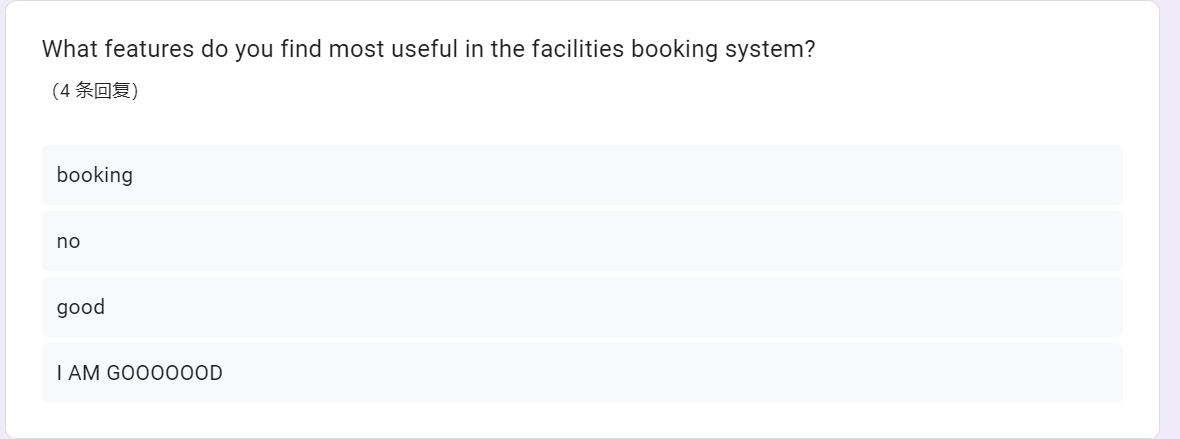 What features do you find most useful in the facilities booking system?
（4 条回复）
booking
no
good
I AM GOOOOOOD